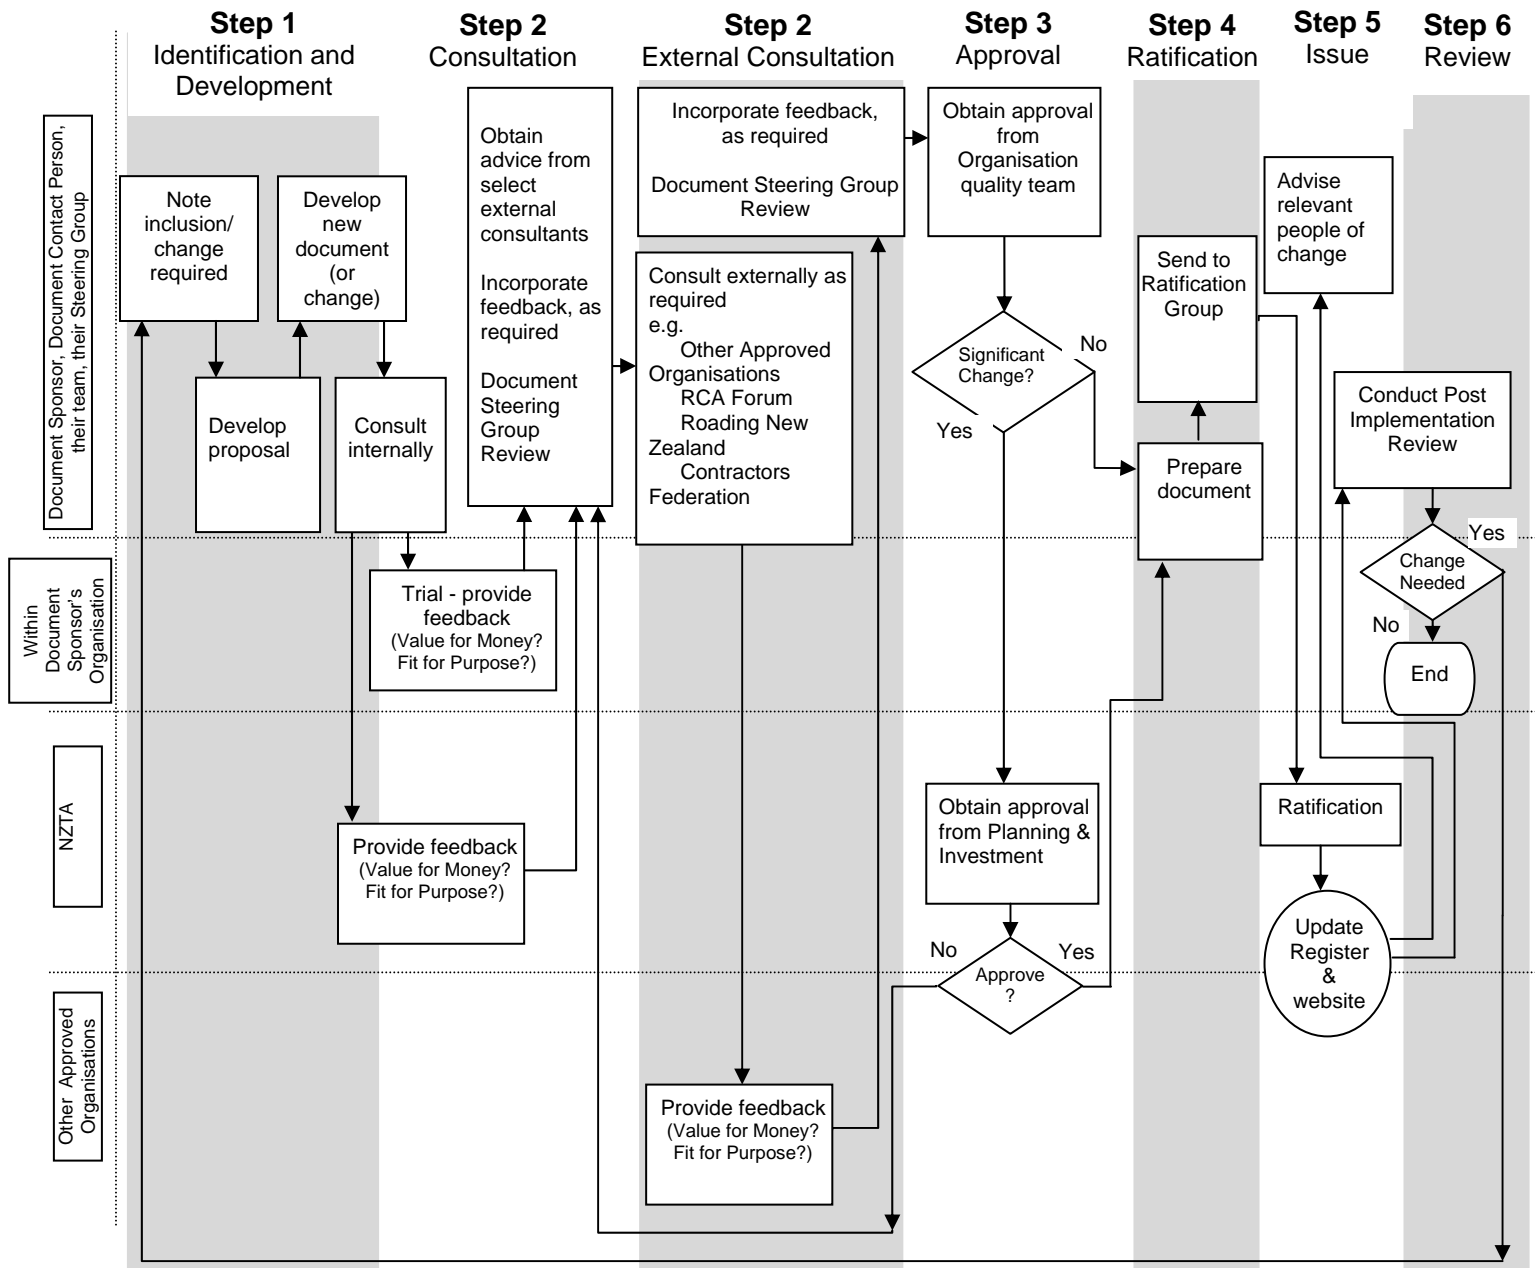 Step 1
Identification and
Development
Step 2
Consultation
Step 2
External Consultation
Step 3
Approval
Step 4
Ratification
Step 5
Issue
Step 6
Review
Document Sponsor, Document Contact Person,
their team, their Steering Group
Note
inclusion/
change
required
Develop
new
document
(or
change)
Develop
proposal
Consult
internally
Obtain
advice from
select
external
consultants
Incorporate
feedback, as
required
Document
Steering
Group
Review
Incorporate feedback,
as required
Document Steering Group
Review
Consult externally as
required
e.g.
Other Approved
Organisations
RCA Forum
Roading New
Zealand
Contractors
Federation
Obtain approval
from
Organisation
quality team
Significant
Change?
No
Yes
Send to
Ratification
Group
Prepare
document
Advise
relevant
people of
change
Conduct Post
Implementation
Review
Within
Document
Sponsor's
Organisation
Trial - provide
feedback
(Value for Money?
Fit for Purpose?)
Yes
Change
Needed
No
End
NZTA
Provide feedback
(Value for Money?
Fit for Purpose?)
Obtain approval
from Planning &
Investment
No
Yes
Approve
?
Ratification
Update
Register
&
website
Other Approved
Organisations
Provide feedback
(Value for Money?
Fit for Purpose?)